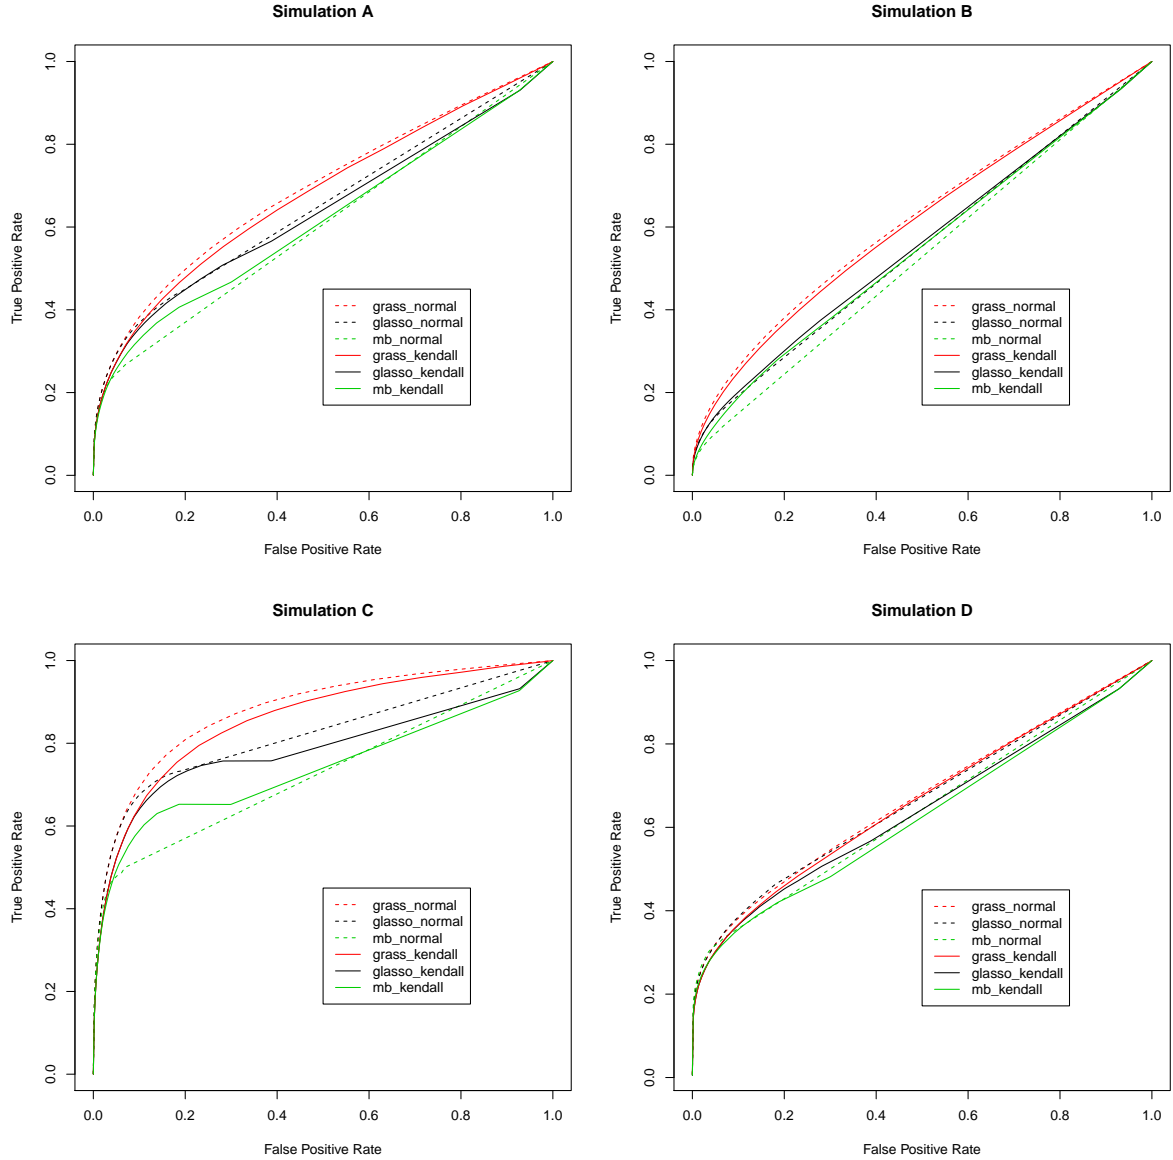 Simulation A
True Positive Rate
1.0
0.8
0.6
0.4
0.2
0.0
grass_normal
glasso_normal
mb_normal
grass_kendall
glasso_kendall
mb_kendall
0.0 0.2 0.4 0.6 0.8 1.0
False Positive Rate
Simulation B
True Positive Rate
1.0
0.8
0.6
0.4
0.2
0.0
grass_normal
glasso_normal
mb_normal
grass_kendall
glasso_kendall
mb_kendall
0.0 0.2 0.4 0.6 0.8 1.0
False Positive Rate
Simulation C
True Positive Rate
1.0
0.8
0.6
0.4
0.2
0.0
grass_normal
glasso_normal
mb_normal
grass_kendall
glasso_kendall
mb_kendall
0.0 0.2 0.4 0.6 0.8 1.0
False Positive Rate
Simulation D
True Positive Rate
1.0
0.8
0.6
0.4
0.2
0.0
grass_normal
glasso_normal
mb_normal
grass_kendall
glasso_kendall
mb_kendall
0.0 0.2 0.4 0.6 0.8 1.0
False Positive Rate